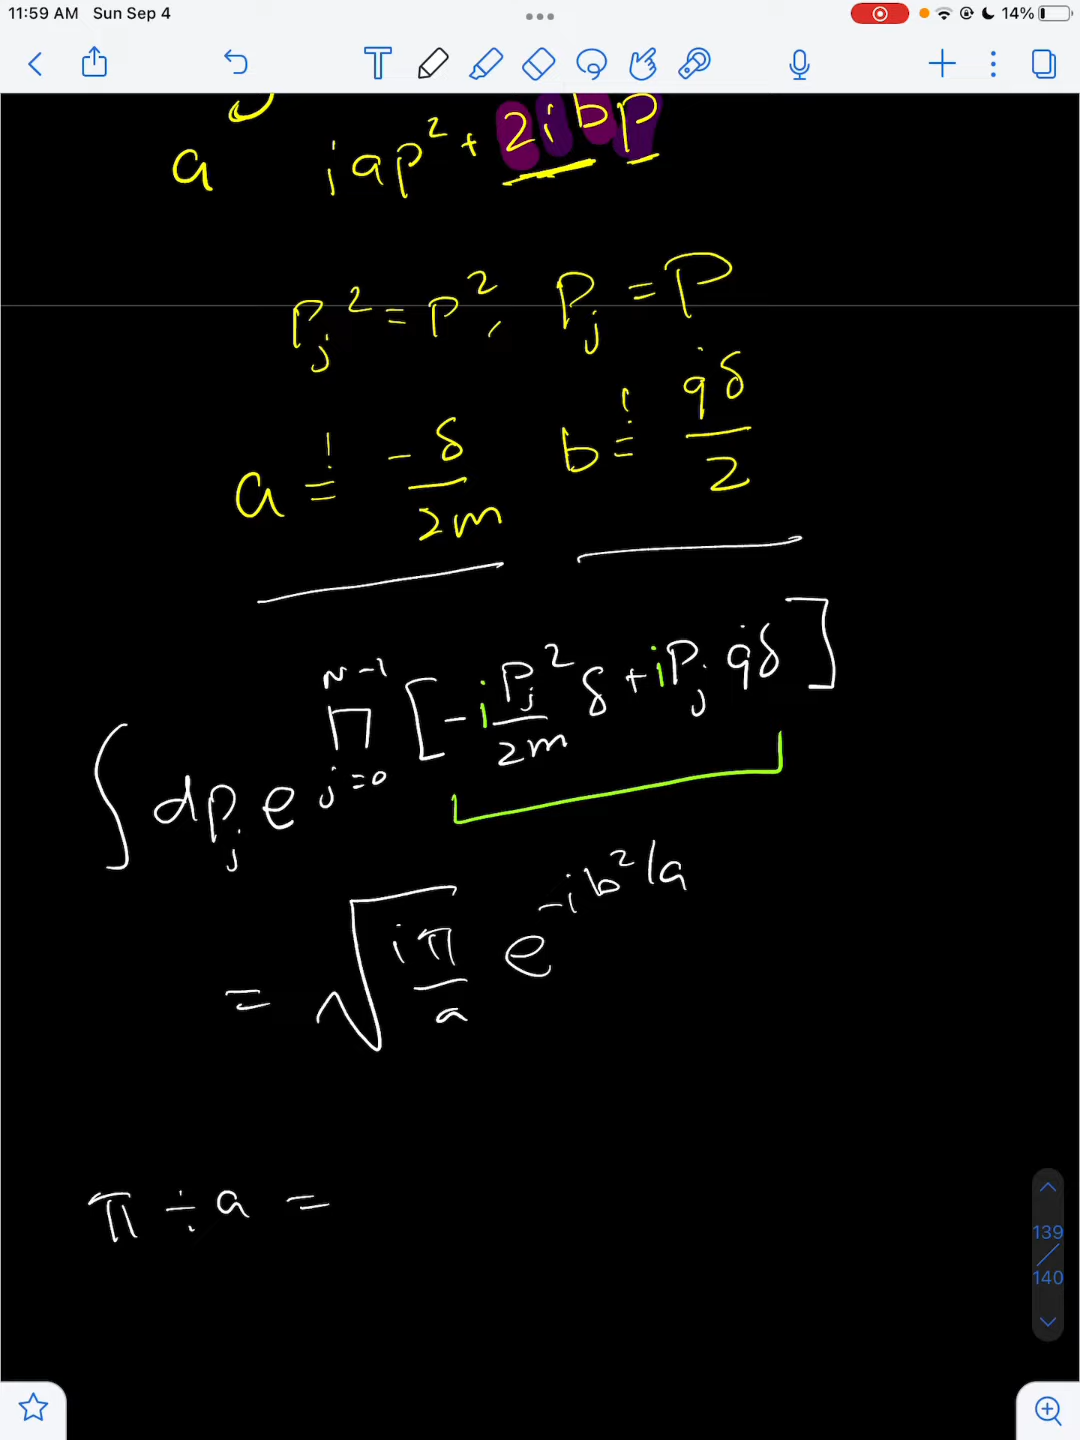 11:59 AM Sun Sep 4 14%
T
a iap² + 2ibp
Pⱼ² = P², Pⱼ = P
a ≝ -δ/2m b ≝ q̇δ/2
∫ dpⱼ e^{∏_{j=0}^{N-1} [-i Pⱼ²/2m δ + i Pⱼ q̇δ]}
= √(iπ/a) e^{-ib²/a}
π ÷ a =
139
/
140